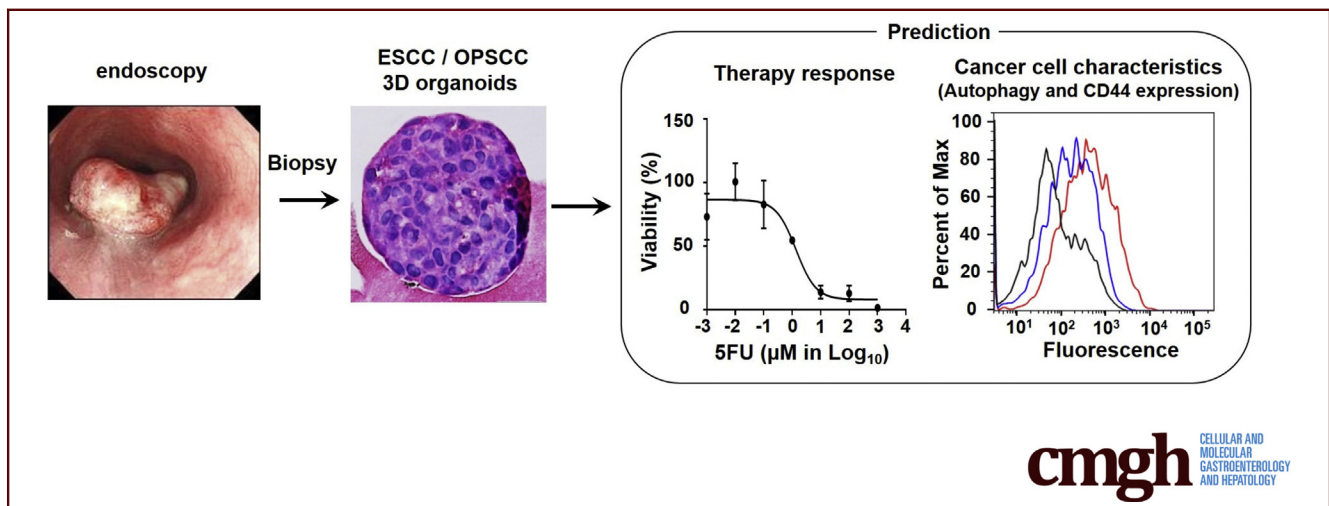 endoscopy
Biopsy
ESCC / OPSCC
3D organoids
Prediction
Therapy response
Viability (%)
150
100
50
0
-3 -2 -1 0 1 2 3 4
5FU (µM in Log₁₀)
Cancer cell characteristics
(Autophagy and CD44 expression)
Percent of Max
100
80
60
40
20
0
10¹ 10² 10³ 10⁴ 10⁵
Fluorescence
cmgh
CELLULAR AND
MOLECULAR
GASTROENTEROLOGY
AND HEPATOLOGY